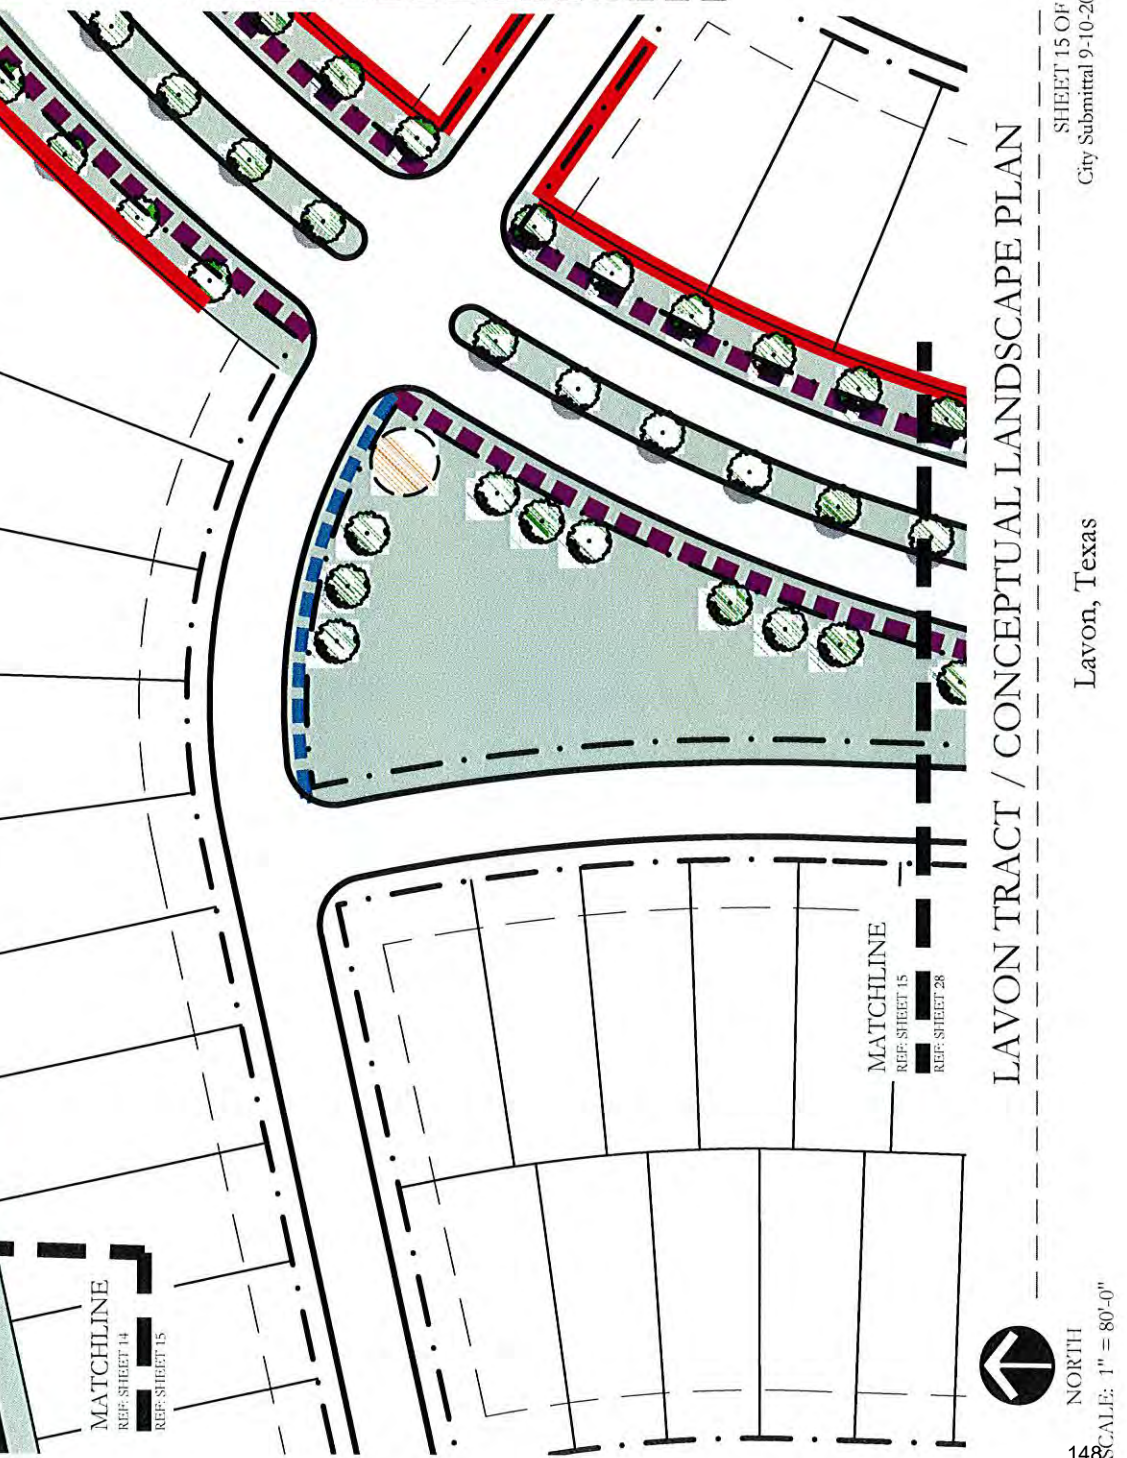 MATCHLINE
REF: SHEET 14
REF: SHEET 15
MATCHLINE
REF: SHEET 15
REF: SHEET 28
LAVON TRACT / CONCEPTUAL LANDSCAPE PLAN
Lavon, Texas
SHEET 15 OF
City Submittal 9-10-20
NORTH
SCALE: 1" = 80'-0"
148